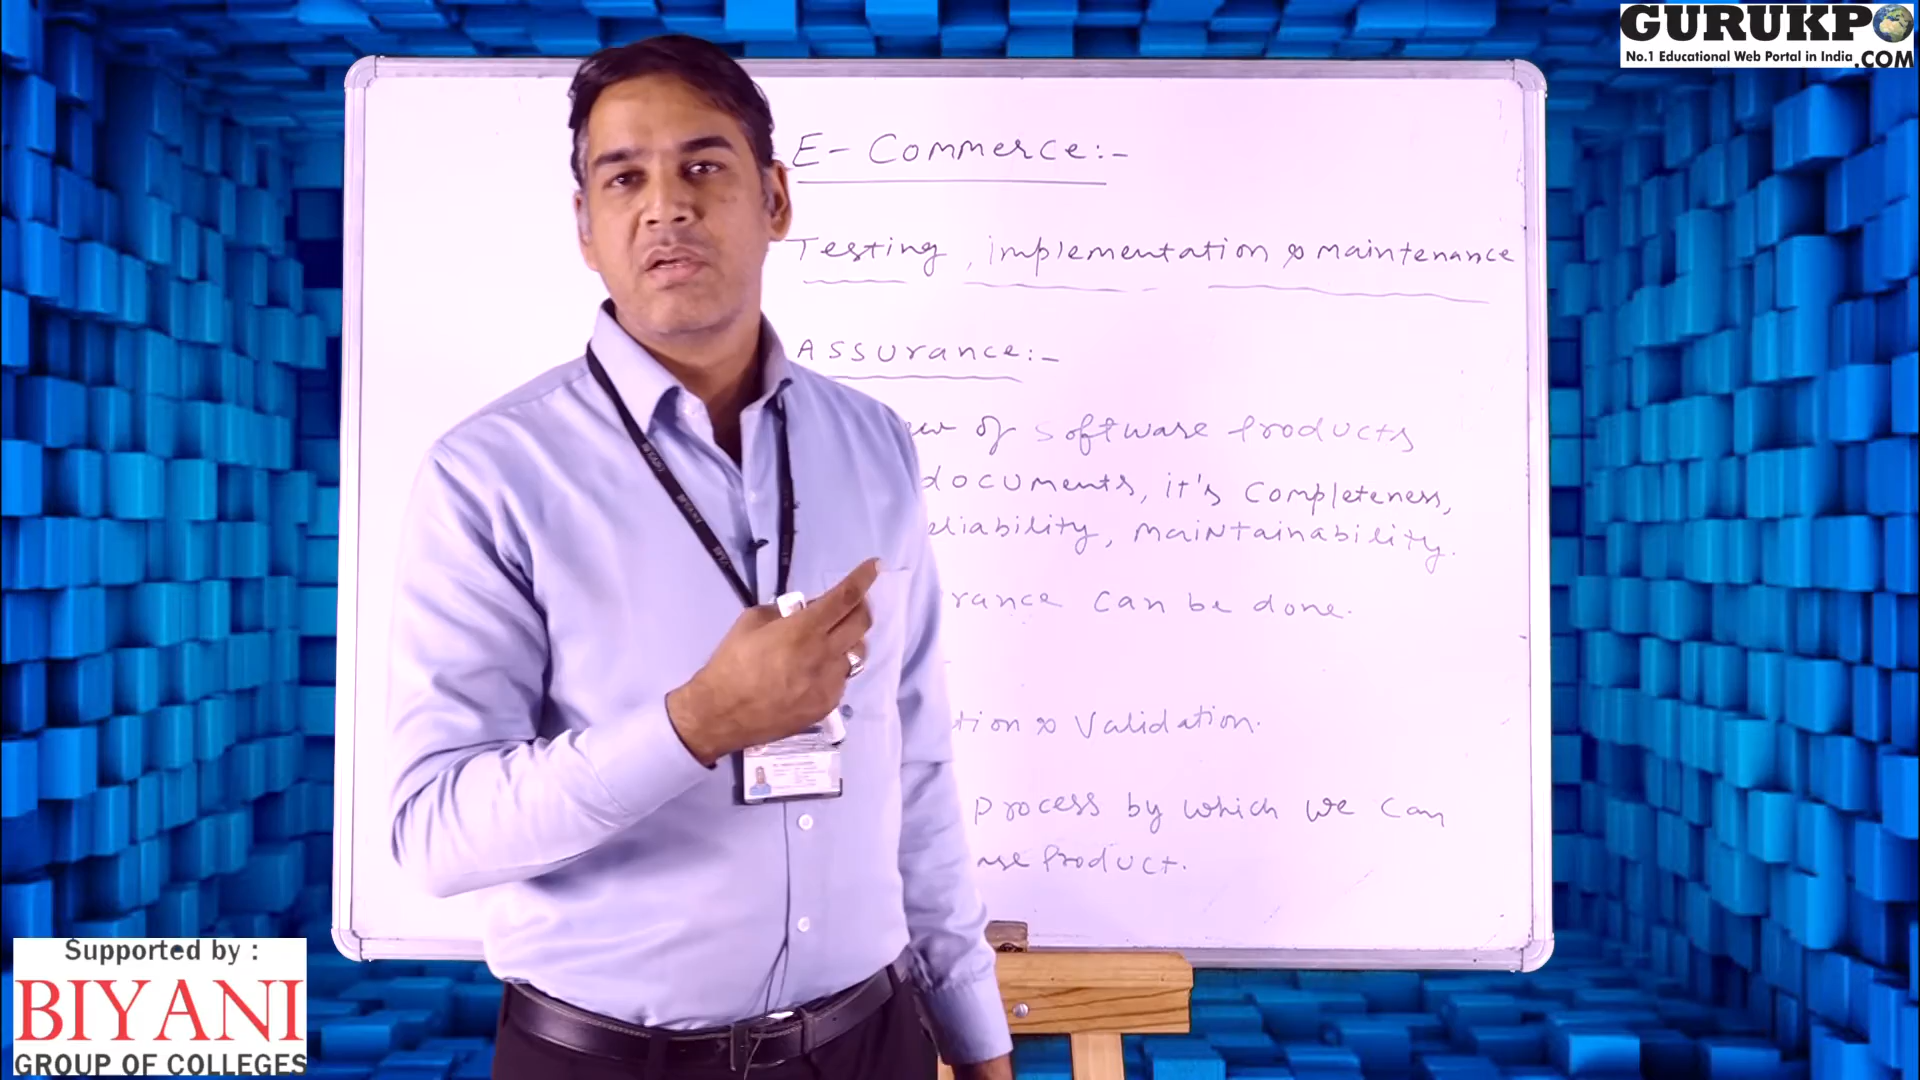 GURUKPO
No.1 Educational Web Portal in India .COM
E- Commerce:-
Testing, implementation & maintenance
Assurance:-
of Software Products
documents, it's Completeness,
eliability, maintainability.
rance can be done.
tion & Validation.
process by which we can
Product.
BIYANI
Supported by :
BIYANI
GROUP OF COLLEGES